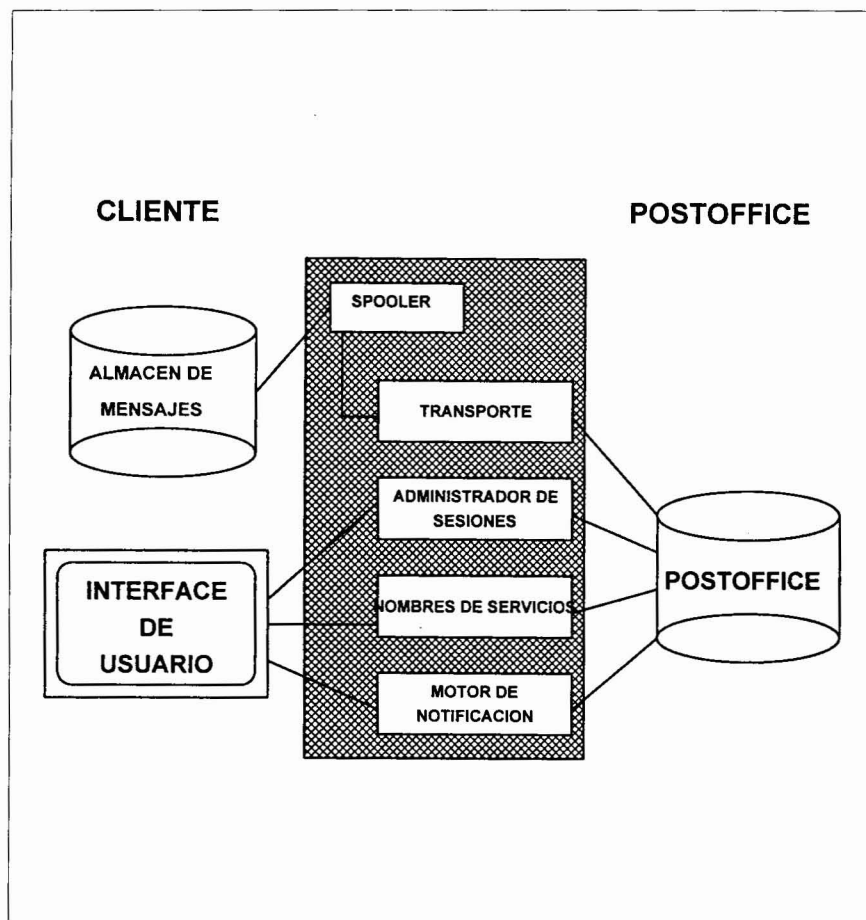 CLIENTE
POSTOFFICE
SPOOLER
ALMACEN DE
MENSAJES
TRANSPORTE
ADMINISTRADOR DE
SESIONES
INTERFACE
DE
USUARIO
NOMBRES DE SERVICIOS
POSTOFFICE
MOTOR DE
NOTIFICACION